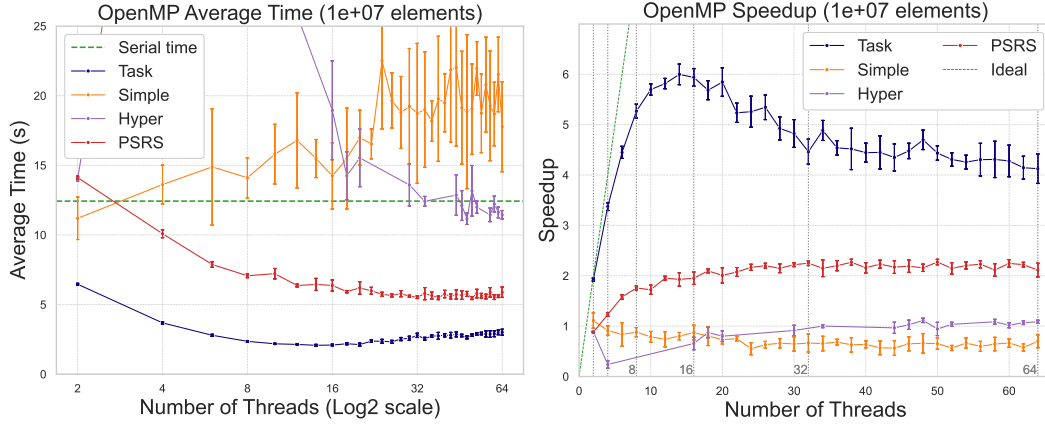 OpenMP Average Time (1e+07 elements)
25
20
15
10
5
0
Average Time (s)
Serial time
Task
Simple
Hyper
PSRS
2
4
8
16
32
64
Number of Threads (Log2 scale)
OpenMP Speedup (1e+07 elements)
6
5
4
3
2
1
0
Speedup
Task
Simple
Hyper
PSRS
Ideal
8
16
32
64
0
10
20
30
40
50
60
Number of Threads